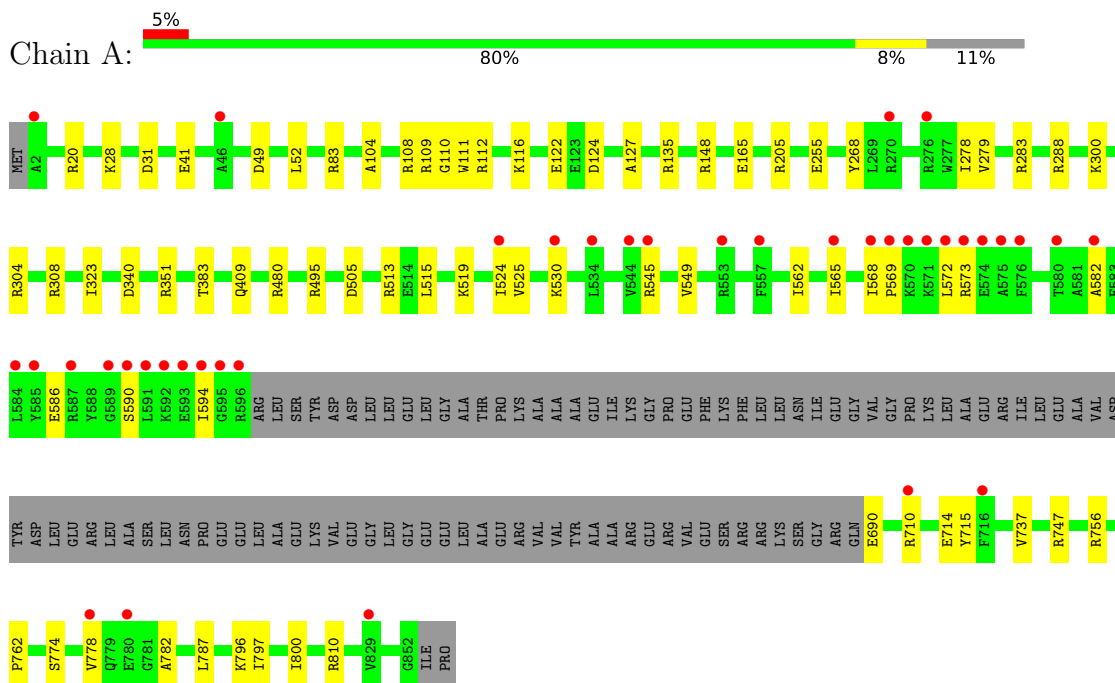 5%
Chain A:
80% 8% 11%
MET A2 R20 K28 D31 E41 A46 D49 L52 R83 A104 R108 R109 G110 W111 R112 K116 E122 E123 D124 A127 R135 R148 E165 R205 E255 Y268 L269 R270 R276 W277 I278 V279 R283 R288 K300
R304 R308 I323 D340 R351 T383 Q409 R480 R495 D505 R513 E514 L515 K519 I524 V525 K530 L534 V544 R545 V549 R553 F557 I562 I565 I568 P569 K570 K571 L572 R573 E574 A575 F576 T580 A581 A582
L584 Y585 E586 R587 Y588 G589 S590 L591 K592 E593 I594 G595 R596 ARG LEU SER TYR ASP ASP LEU LEU GLU LEU GLY ALA THR PRO LYS ALA ALA ALA GLU ILE LYS GLY PRO GLU PHE LYS PHE LEU LEU ASN ILE GLU GLY VAL GLY PRO LYS LEU ALA GLU ARG ILE LEU GLU ALA VAL ASP
TYR ASP LEU GLU ARG LEU ALA SER LEU ASN PRO GLU GLU LEU ALA GLU LYS VAL GLU GLY LEU GLY GLU GLU LEU ALA GLU ARG VAL VAL TYR ALA ALA ARG GLU ARG VAL GLU SER ARG ARG LYS SER GLY ARG GLN E690 R710 E714 Y715 F716 V737 R747 R756
P762 S774 V778 Q779 E780 G781 A782 L787 K796 I797 I800 R810 V829 G852 ILE PRO